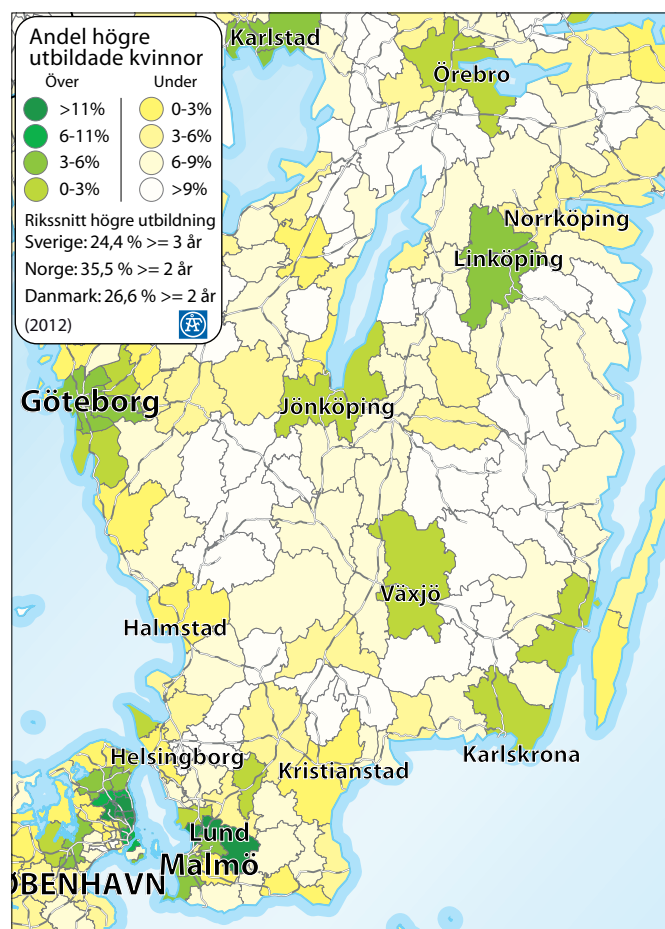 Andel högre
utbildade kvinnor
Över
Under
>11%
0-3%
6-11%
3-6%
3-6%
6-9%
0-3%
>9%
Rikssnitt högre utbildning
Sverige: 24,4 % >= 3 år
Norge: 35,5 % >= 2 år
Danmark: 26,6 % >= 2 år
(2012)
ÅF
Karlstad
Örebro
Norrköping
Linköping
Göteborg
Jönköping
Växjö
Halmstad
Helsingborg
Kristianstad
Karlskrona
Lund
Malmö
ØBENHAVN